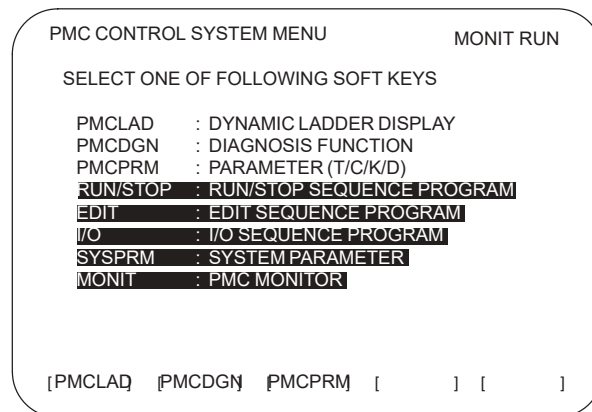 PMC CONTROL SYSTEM MENU MONIT RUN
SELECT ONE OF FOLLOWING SOFT KEYS
PMCLAD : DYNAMIC LADDER DISPLAY
PMCDGN : DIAGNOSIS FUNCTION
PMCPRM : PARAMETER (T/C/K/D)
RUN/STOP : RUN/STOP SEQUENCE PROGRAM
EDIT : EDIT SEQUENCE PROGRAM
I/O : I/O SEQUENCE PROGRAM
SYSPRM : SYSTEM PARAMETER
MONIT : PMC MONITOR
[PMCLAD] [PMCDGN] [PMCPRM] [ ] [ ]